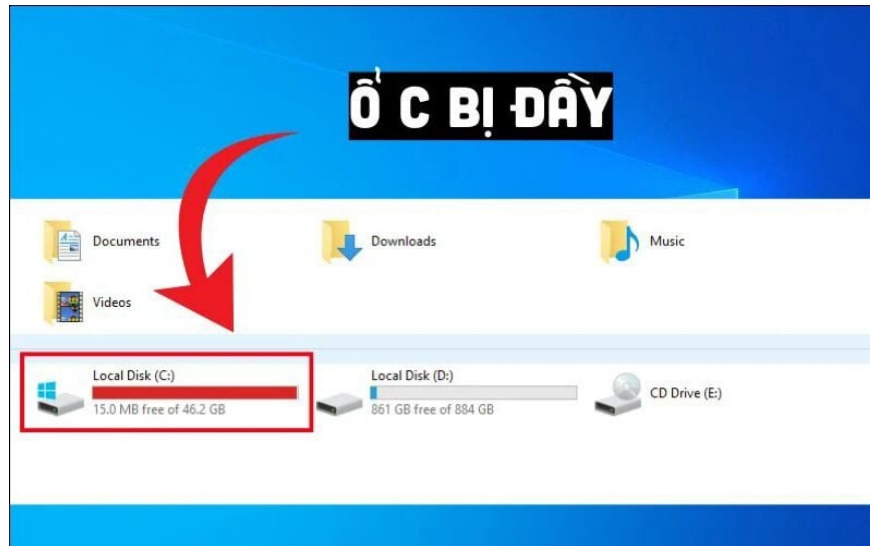 Ổ C BỊ ĐẦY
Documents
Downloads
Music
Videos
Local Disk (C:)
15.0 MB free of 46.2 GB
Local Disk (D:)
861 GB free of 884 GB
CD Drive (E:)